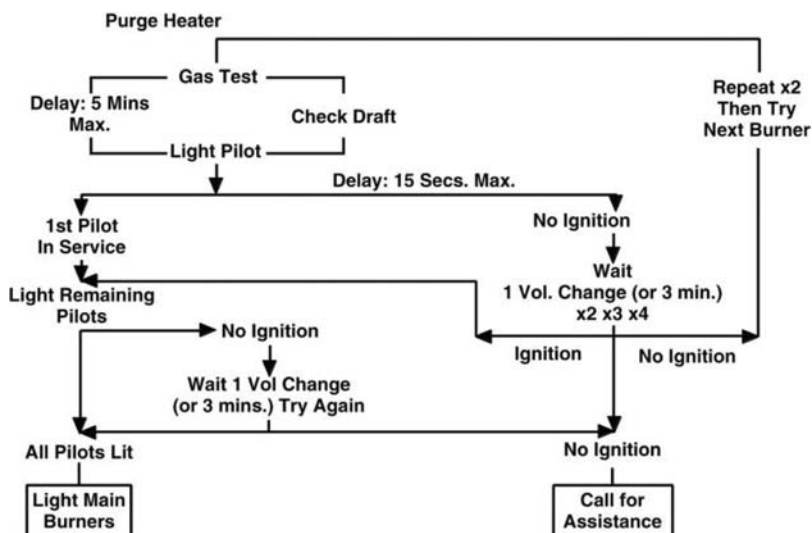 Purge Heater
Gas Test
Delay: 5 Mins
Max.
Check Draft
Repeat x2
Then Try
Next Burner
Light Pilot
Delay: 15 Secs. Max.
1st Pilot
In Service
No Ignition
Wait
1 Vol. Change (or 3 min.)
x2 x3 x4
Light Remaining
Pilots
No Ignition
Ignition
No Ignition
Wait 1 Vol Change
(or 3 mins.) Try Again
All Pilots Lit
No Ignition
Light Main
Burners
Call for
Assistance